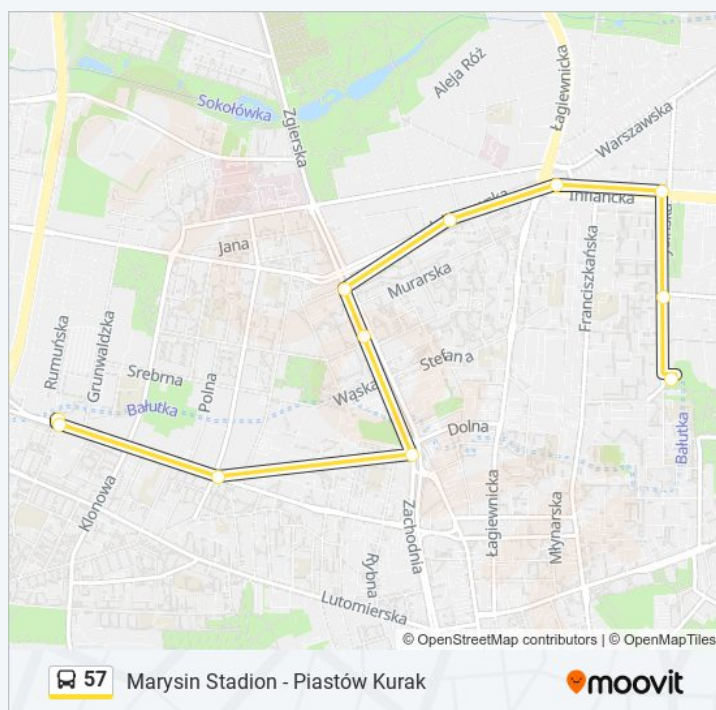 Aleja Róż
Łagiewnicka
Sokołówka
Zgierska
Warszawska
Inflancka
Jana
Murarska
Franciszkańska
Rumuńska
Grunwaldzka
Srebrna
Polna
Stefana
Wąska
Bałutka
Dolna
Bałutka
Klonowa
Zachodnia
Łagiewnicka
Młynarska
Rybna
Lutomierska
© OpenStreetMap contributors | © OpenMapTiles
57 Marysin Stadion - Piastów Kurak
moovit